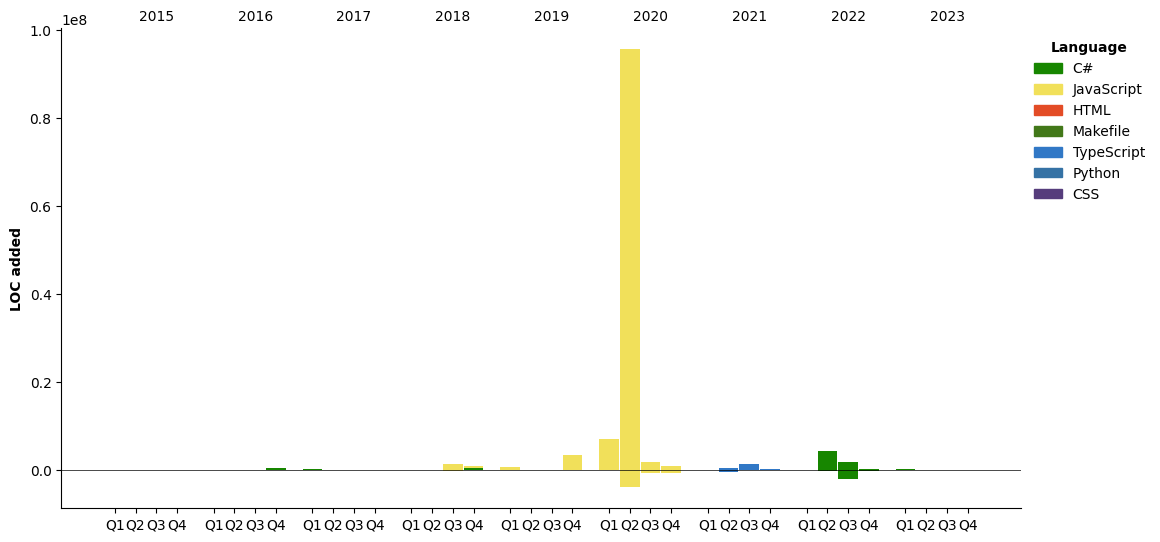 2015 2016 2017 2018 2019 2020 2021 2022 2023
1e8
1.0
0.8
0.6
0.4
0.2
0.0
LOC added
Q1 Q2 Q3 Q4 Q1 Q2 Q3 Q4 Q1 Q2 Q3 Q4 Q1 Q2 Q3 Q4 Q1 Q2 Q3 Q4 Q1 Q2 Q3 Q4 Q1 Q2 Q3 Q4 Q1 Q2 Q3 Q4 Q1 Q2 Q3 Q4
Language
C#
JavaScript
HTML
Makefile
TypeScript
Python
CSS